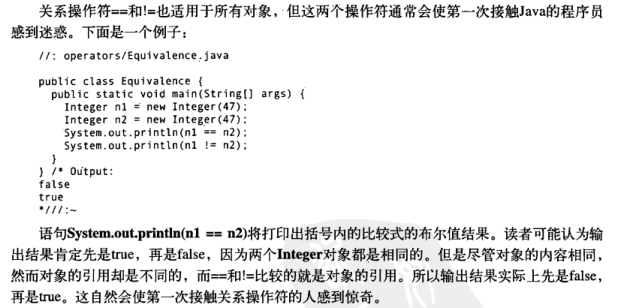 关系操作符==和!=也适用于所有对象，但这两个操作符通常会使第一次接触Java的程序员
感到迷惑。下面是一个例子：
//: operators/Equivalence.java
public class Equivalence {
  public static void main(String[] args) {
    Integer n1 = new Integer(47);
    Integer n2 = new Integer(47);
    System.out.println(n1 == n2);
    System.out.println(n1 != n2);
  }
} /* Output:
false
true
*///:~
语句System.out.println(n1 == n2)将打印出括号内的比较式的布尔值结果。读者可能认为输
出结果肯定先是true，再是false，因为两个Integer对象都是相同的。但是尽管对象的内容相同，
然而对象的引用却是不同的，而==和!=比较的就是对象的引用。所以输出结果实际上先是false，
再是true。这自然会使第一次接触关系操作符的人感到惊奇。